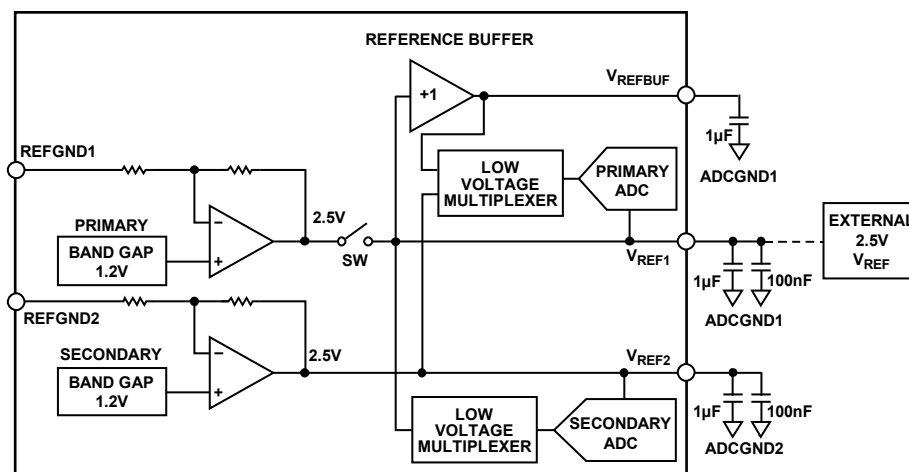 REFERENCE BUFFER
+1
VREFBUF
1µF
ADCGND1
REFGND1
LOW
VOLTAGE
MULTIPLEXER
PRIMARY
ADC
PRIMARY
BAND GAP
1.2V
−
+
2.5V
SW
VREF1
1µF
100nF
ADCGND1
EXTERNAL
2.5V
VREF
REFGND2
SECONDARY
BAND GAP
1.2V
−
+
2.5V
VREF2
LOW
VOLTAGE
MULTIPLEXER
SECONDARY
ADC
1µF
100nF
ADCGND2